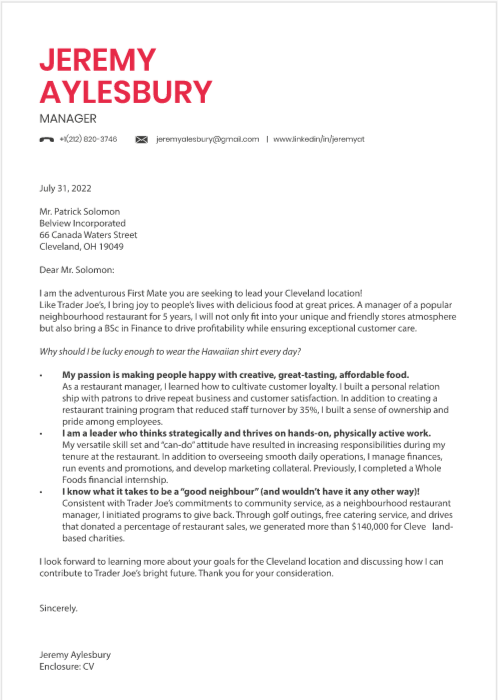 JEREMY
AYLESBURY
MANAGER
+1(212) 820-3746 jeremyalesbury@gmail.com | www.linkedin/in/jeremyat
July 31, 2022
Mr. Patrick Solomon
Belview Incorporated
66 Canada Waters Street
Cleveland, OH 19049
Dear Mr. Solomon:
I am the adventurous First Mate you are seeking to lead your Cleveland location!
Like Trader Joe's, I bring joy to people's lives with delicious food at great prices. A manager of a popular
neighbourhood restaurant for 5 years, I will not only fit into your unique and friendly stores atmosphere
but also bring a BSc in Finance to drive profitability while ensuring exceptional customer care.
Why should I be lucky enough to wear the Hawaiian shirt every day?
• My passion is making people happy with creative, great-tasting, affordable food.
As a restaurant manager, I learned how to cultivate customer loyalty. I built a personal relation
ship with patrons to drive repeat business and customer satisfaction. In addition to creating a
restaurant training program that reduced staff turnover by 35%, I built a sense of ownership and
pride among employees.
• I am a leader who thinks strategically and thrives on hands-on, physically active work.
My versatile skill set and "can-do" attitude have resulted in increasing responsibilities during my
tenure at the restaurant. In addition to overseeing smooth daily operations, I manage finances,
run events and promotions, and develop marketing collateral. Previously, I completed a Whole
Foods financial internship.
• I know what it takes to be a "good neighbour" (and wouldn't have it any other way)!
Consistent with Trader Joe's commitments to community service, as a neighbourhood restaurant
manager, I initiated programs to give back. Through golf outings, free catering service, and drives
that donated a percentage of restaurant sales, we generated more than $140,000 for Cleve land-
based charities.
I look forward to learning more about your goals for the Cleveland location and discussing how I can
contribute to Trader Joe's bright future. Thank you for your consideration.
Sincerely.
Jeremy Aylesbury
Enclosure: CV